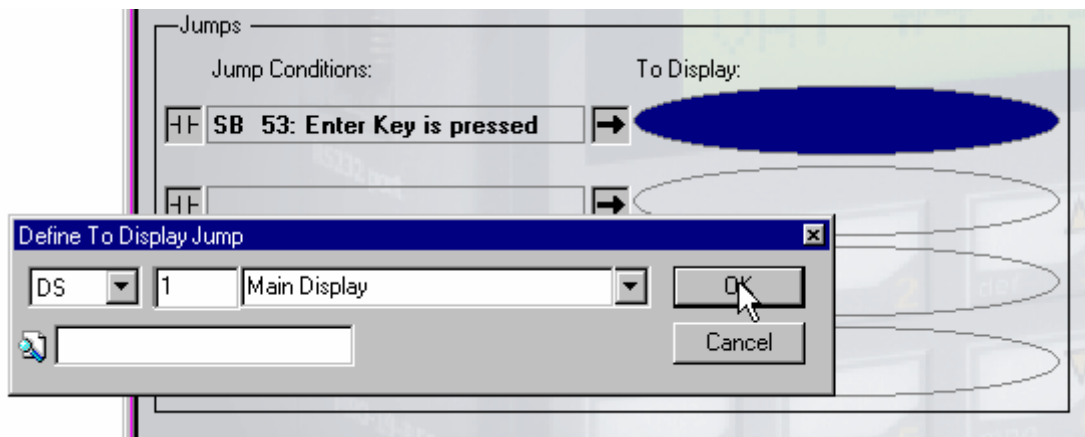 Jumps
Jump Conditions: To Display:
SB 53: Enter Key is pressed
Define To Display Jump
DS 1 Main Display OK
Cancel